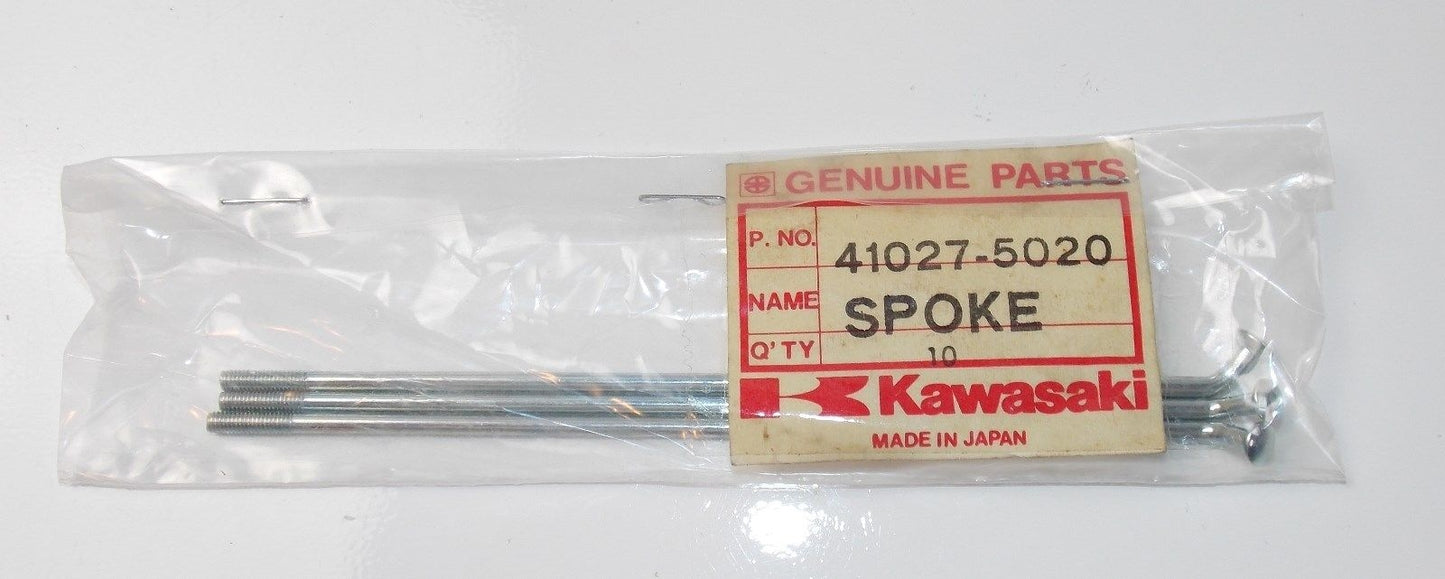 GENUINE PARTS
P. NO. 41027-5020
NAME SPOKE
Q'TY 10
Kawasaki
MADE IN JAPAN